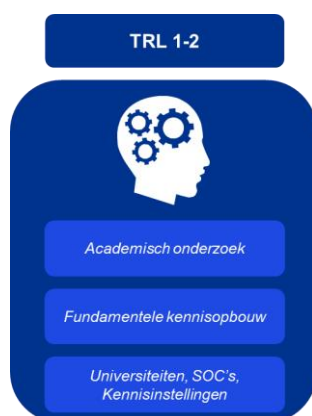 TRL 1-2
Academisch onderzoek
Fundamentele kennisopbouw
Universiteiten, SOC's,
Kennisinstellingen